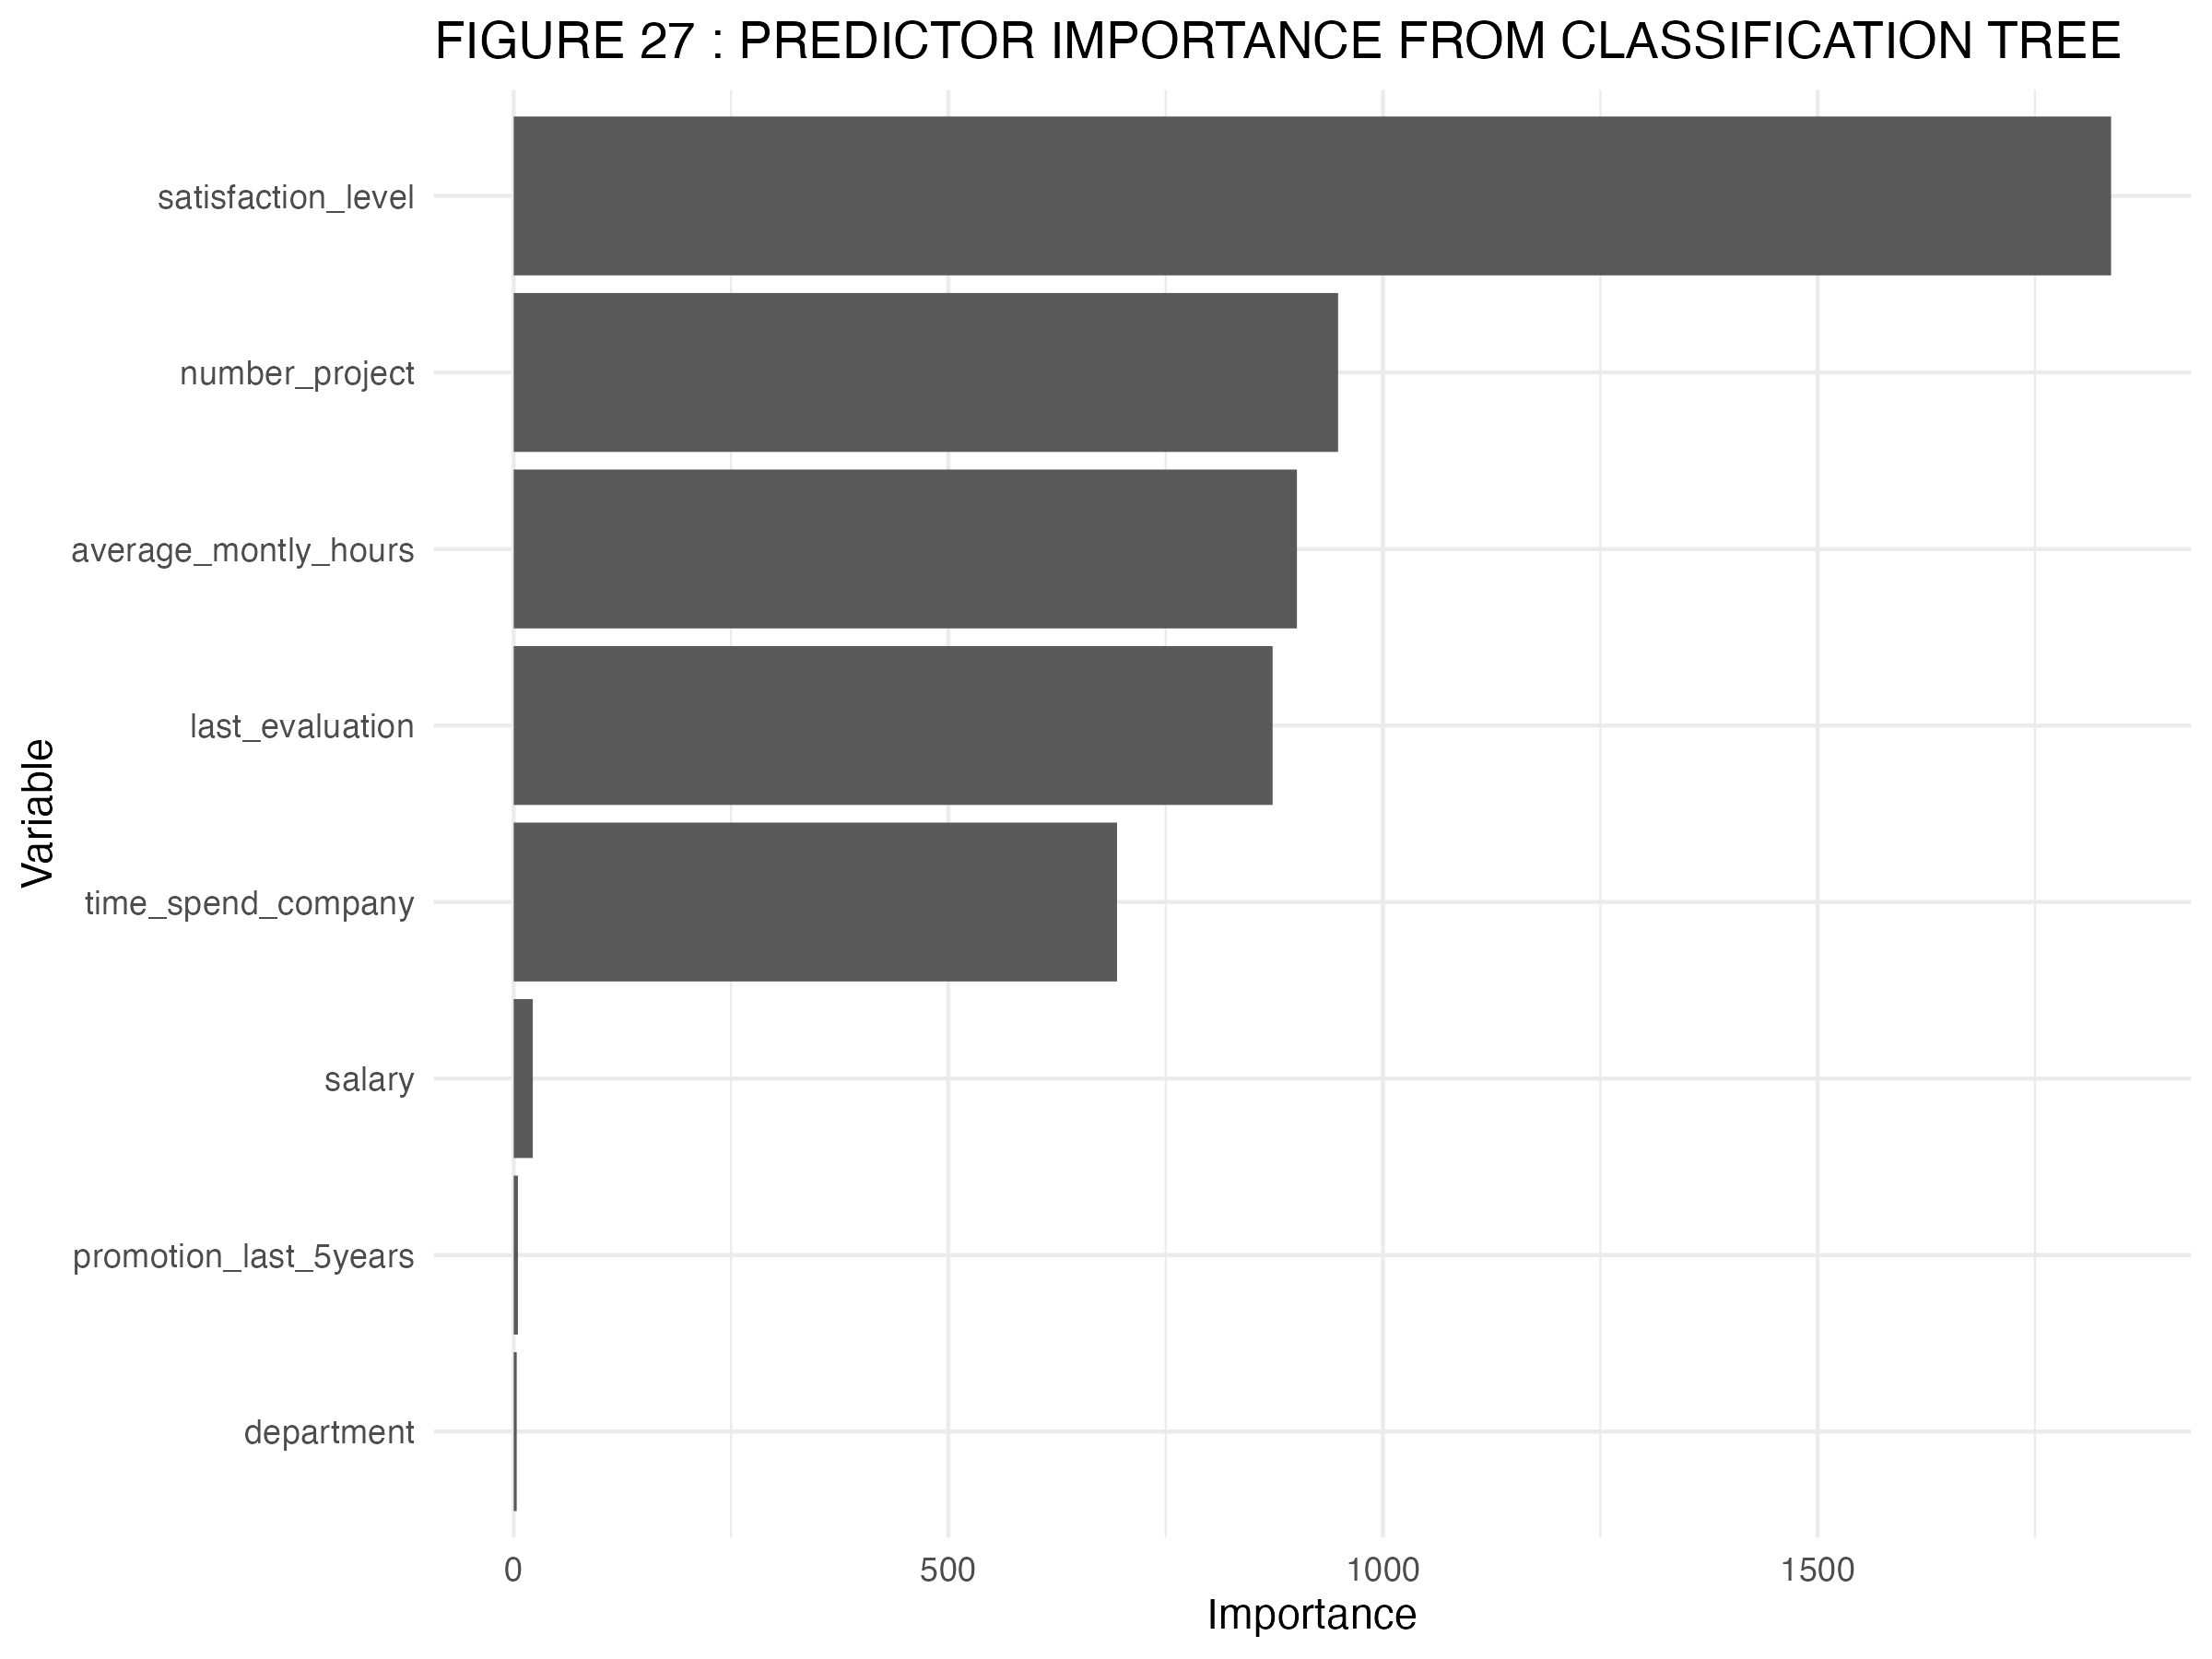 FIGURE 27 : PREDICTOR IMPORTANCE FROM CLASSIFICATION TREE
Variable
satisfaction_level
number_project
average_montly_hours
last_evaluation
time_spend_company
salary
promotion_last_5years
department
0 500 1000 1500
Importance